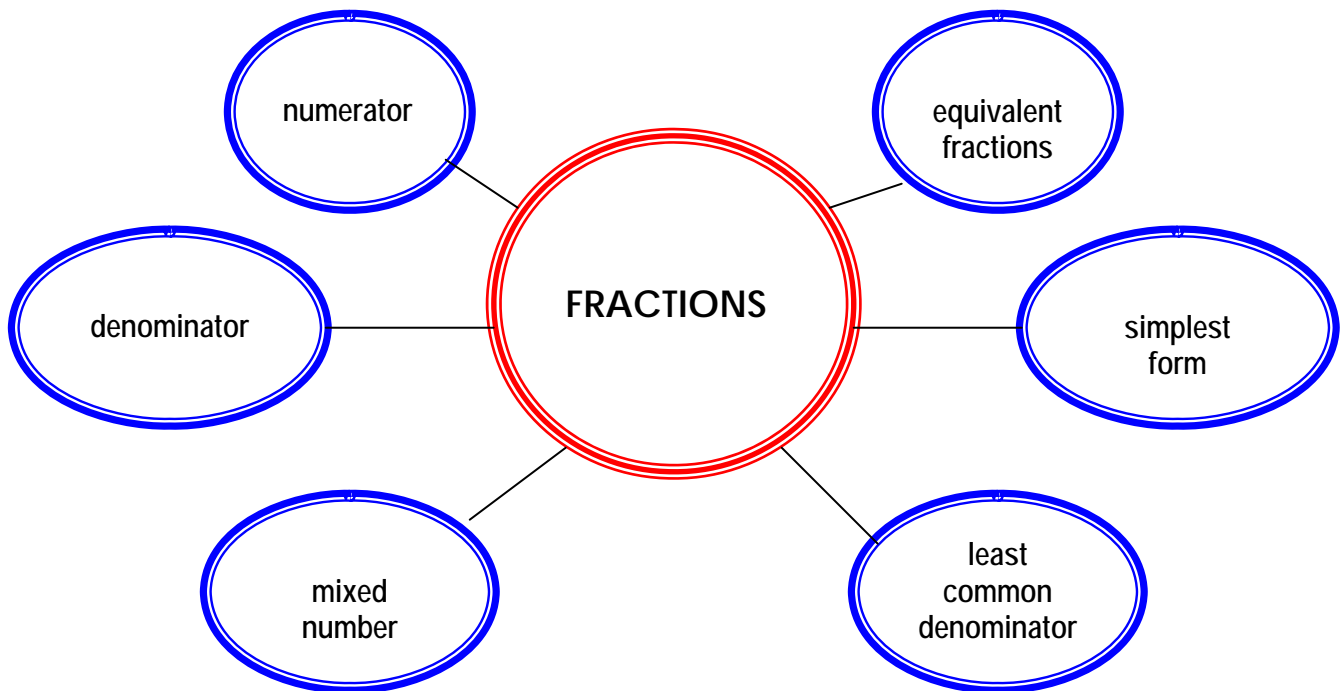 numerator
equivalent
fractions
FRACTIONS
denominator
simplest
form
mixed
number
least
common
denominator